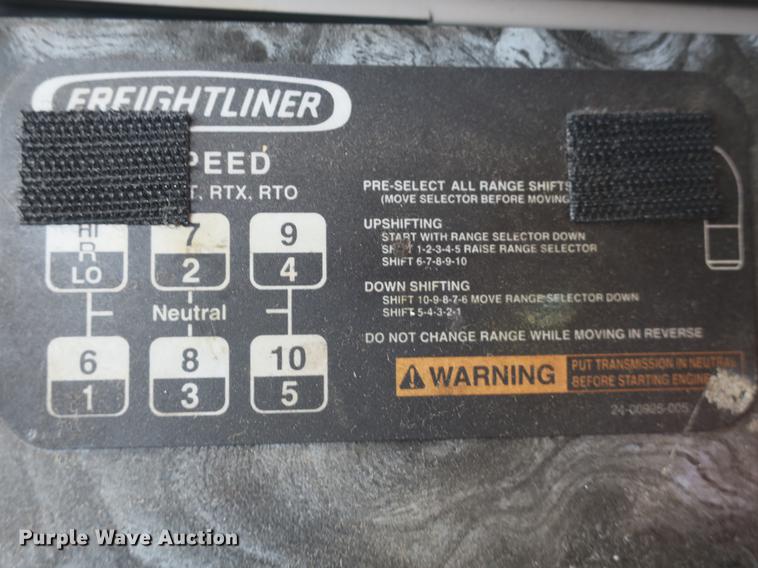 FREIGHTLINER
PEED
T, RTX, RTO
HI 7 9
R
LO 2 4
Neutral
6 8 10
1 3 5
PRE-SELECT ALL RANGE SHIFTS
(MOVE SELECTOR BEFORE MOVING
UPSHIFTING
START WITH RANGE SELECTOR DOWN
1-2-3-4-5 RAISE RANGE SELECTOR
SHIFT 6-7-8-9-10
DOWN SHIFTING
SHIFT 10-9-8-7-6 MOVE RANGE SELECTOR DOWN
SHIFT 5-4-3-2-1
DO NOT CHANGE RANGE WHILE MOVING IN REVERSE
WARNING
PUT TRANSMISSION IN NEUTRAL
BEFORE STARTING ENGINE
24-00925-005
Purple Wave Auction